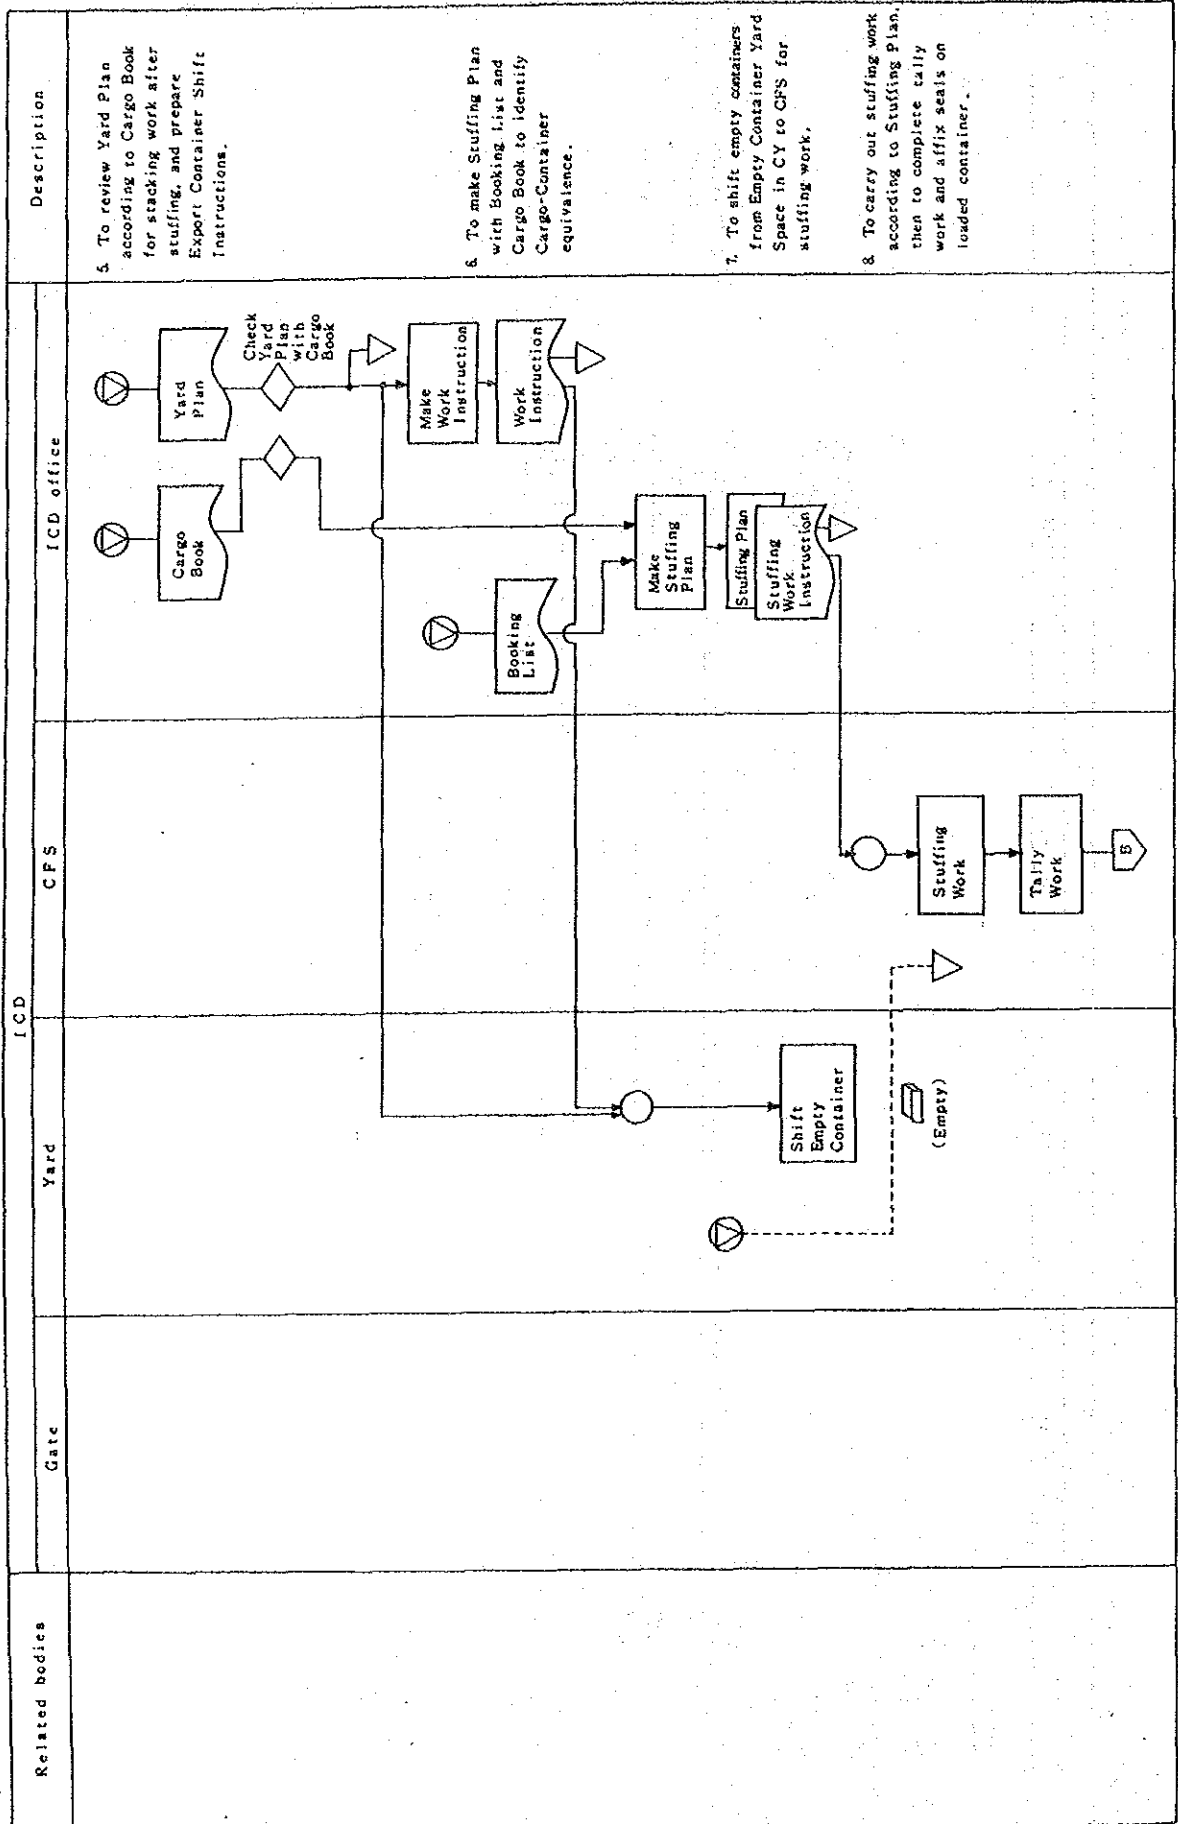 Related bodies
ICD
Gate
Yard
CFS
ICD office
Description
Cargo
Book
Yard
Plan
Check
Yard
Plan
with
Cargo
Book
5. To review Yard Plan
according to Cargo Book
for stacking work after
stuffing, and prepare
Export Container Shift
Instructions.
Make
Work
Instruction
Booking
List
Work
Instruction
6. To make Stuffing Plan
with Booking List and
Cargo Book to identify
Cargo-Container
equivalence.
Make
Stuffing
Plan
Stuffing Plan
Stuffing
Work
Instruction
Shift
Empty
Container
7. To shift empty containers
from Empty Container Yard
Space in CY to CFS for
stuffing work.
(Empty)
Stuffing
Work
Tally
Work
8. To carry out stuffing work
according to Stuffing Plan,
then to complete tally
work and affix seals on
loaded container.